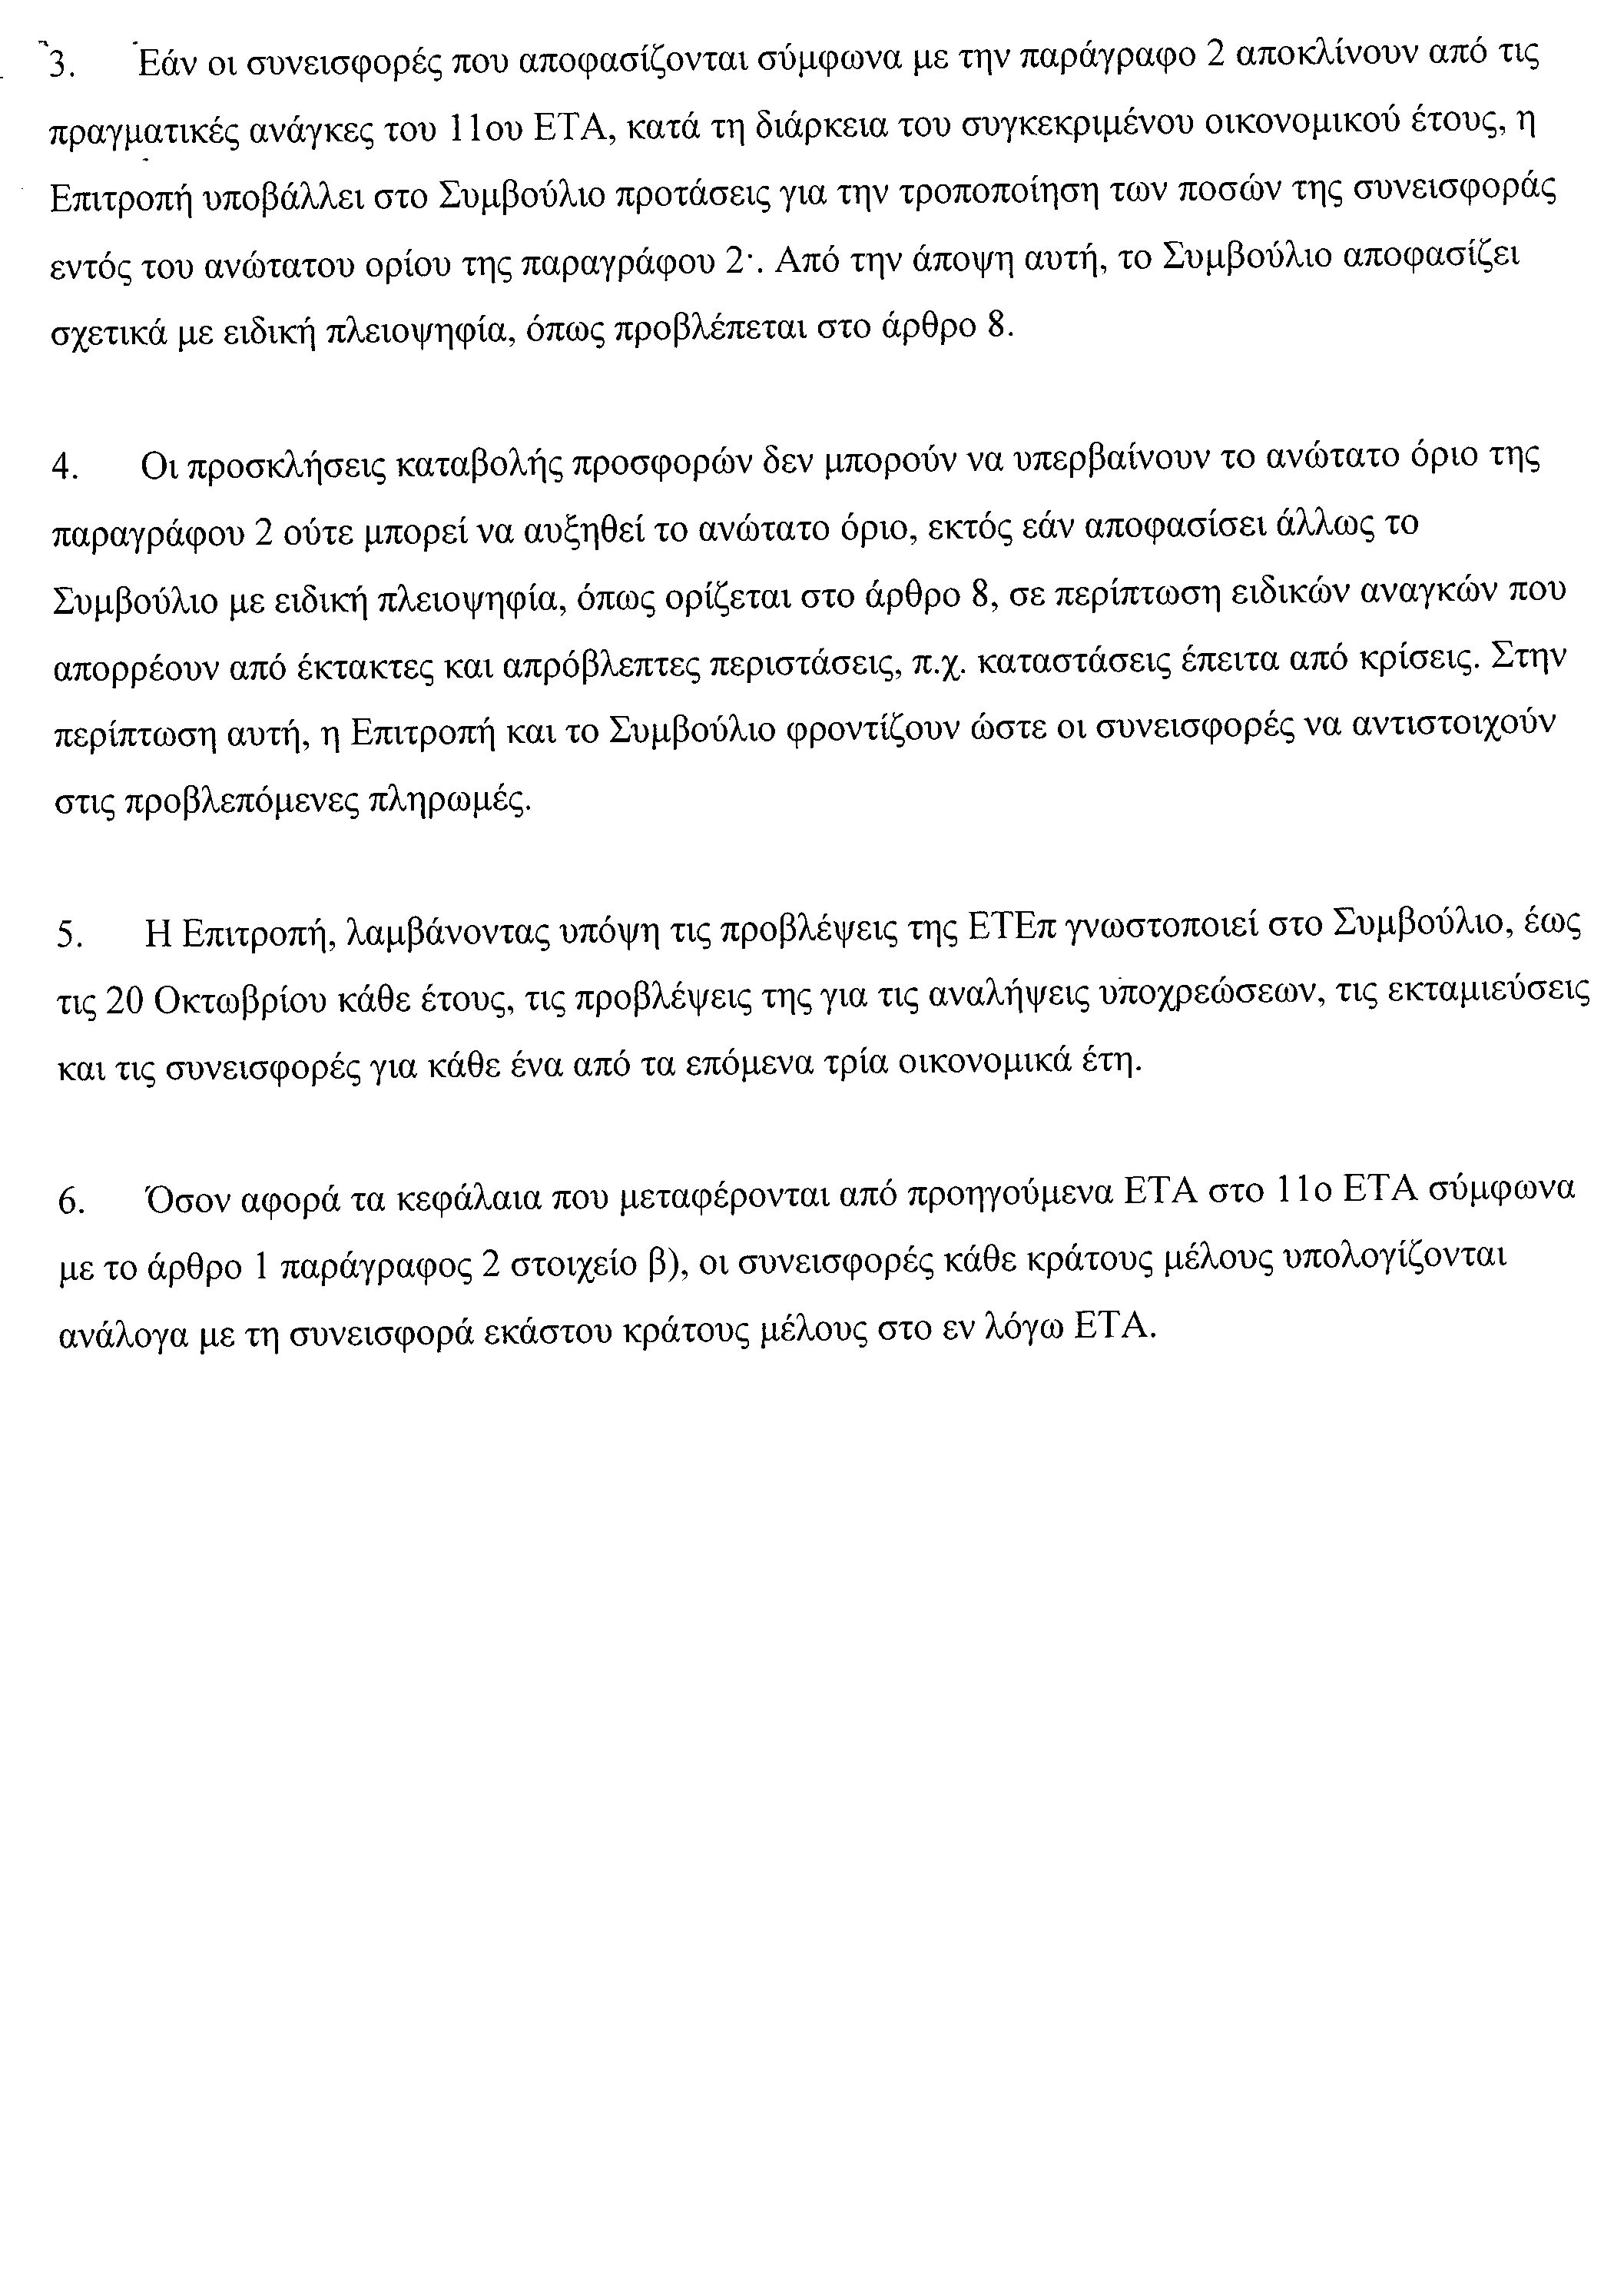 3. Εάν οι συνεισφορές που αποφασίζονται σύμφωνα με την παράγραφο 2 αποκλίνουν από τις
πραγματικές ανάγκες του 11ου ΕΤΑ, κατά τη διάρκεια του συγκεκριμένου οικονομικού έτους, η
Επιτροπή υποβάλλει στο Συμβούλιο προτάσεις για την τροποποίηση των ποσών της συνεισφοράς
εντός του ανώτατου ορίου της παραγράφου 2·. Από την άποψη αυτή, το Συμβούλιο αποφασίζει
σχετικά με ειδική πλειοψηφία, όπως προβλέπεται στο άρθρο 8.
4. Οι προσκλήσεις καταβολής προσφορών δεν μπορούν να υπερβαίνουν το ανώτατο όριο της
παραγράφου 2 ούτε μπορεί να αυξηθεί το ανώτατο όριο, εκτός εάν αποφασίσει άλλως το
Συμβούλιο με ειδική πλειοψηφία, όπως ορίζεται στο άρθρο 8, σε περίπτωση ειδικών αναγκών που
απορρέουν από έκτακτες και απρόβλεπτες περιστάσεις, π.χ. καταστάσεις έπειτα από κρίσεις. Στην
περίπτωση αυτή, η Επιτροπή και το Συμβούλιο φροντίζουν ώστε οι συνεισφορές να αντιστοιχούν
στις προβλεπόμενες πληρωμές.
5. Η Επιτροπή, λαμβάνοντας υπόψη τις προβλέψεις της ΕΤΕπ γνωστοποιεί στο Συμβούλιο, έως
τις 20 Οκτωβρίου κάθε έτους, τις προβλέψεις της για τις αναλήψεις υποχρεώσεων, τις εκταμιεύσεις
και τις συνεισφορές για κάθε ένα από τα επόμενα τρία οικονομικά έτη.
6. Όσον αφορά τα κεφάλαια που μεταφέρονται από προηγούμενα ΕΤΑ στο 11ο ΕΤΑ σύμφωνα
με το άρθρο 1 παράγραφος 2 στοιχείο β), οι συνεισφορές κάθε κράτους μέλους υπολογίζονται
ανάλογα με τη συνεισφορά εκάστου κράτους μέλους στο εν λόγω ΕΤΑ.